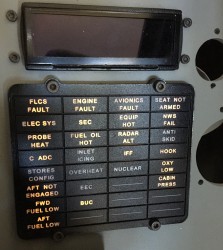 FLCS FAULT
ENGINE FAULT
AVIONICS FAULT
SEAT NOT ARMED
ELEC SYS
SEC
EQUIP HOT
NWS FAIL
PROBE HEAT
FUEL OIL HOT
RADAR ALT
ANTI SKID
C ADC
INLET ICING
IFF
HOOK
STORES CONFIG
OVERHEAT
NUCLEAR
OXY LOW
AFT NOT ENGAGED
EEC
CABIN PRESS
FWD FUEL LOW
BUC
AFT FUEL LOW